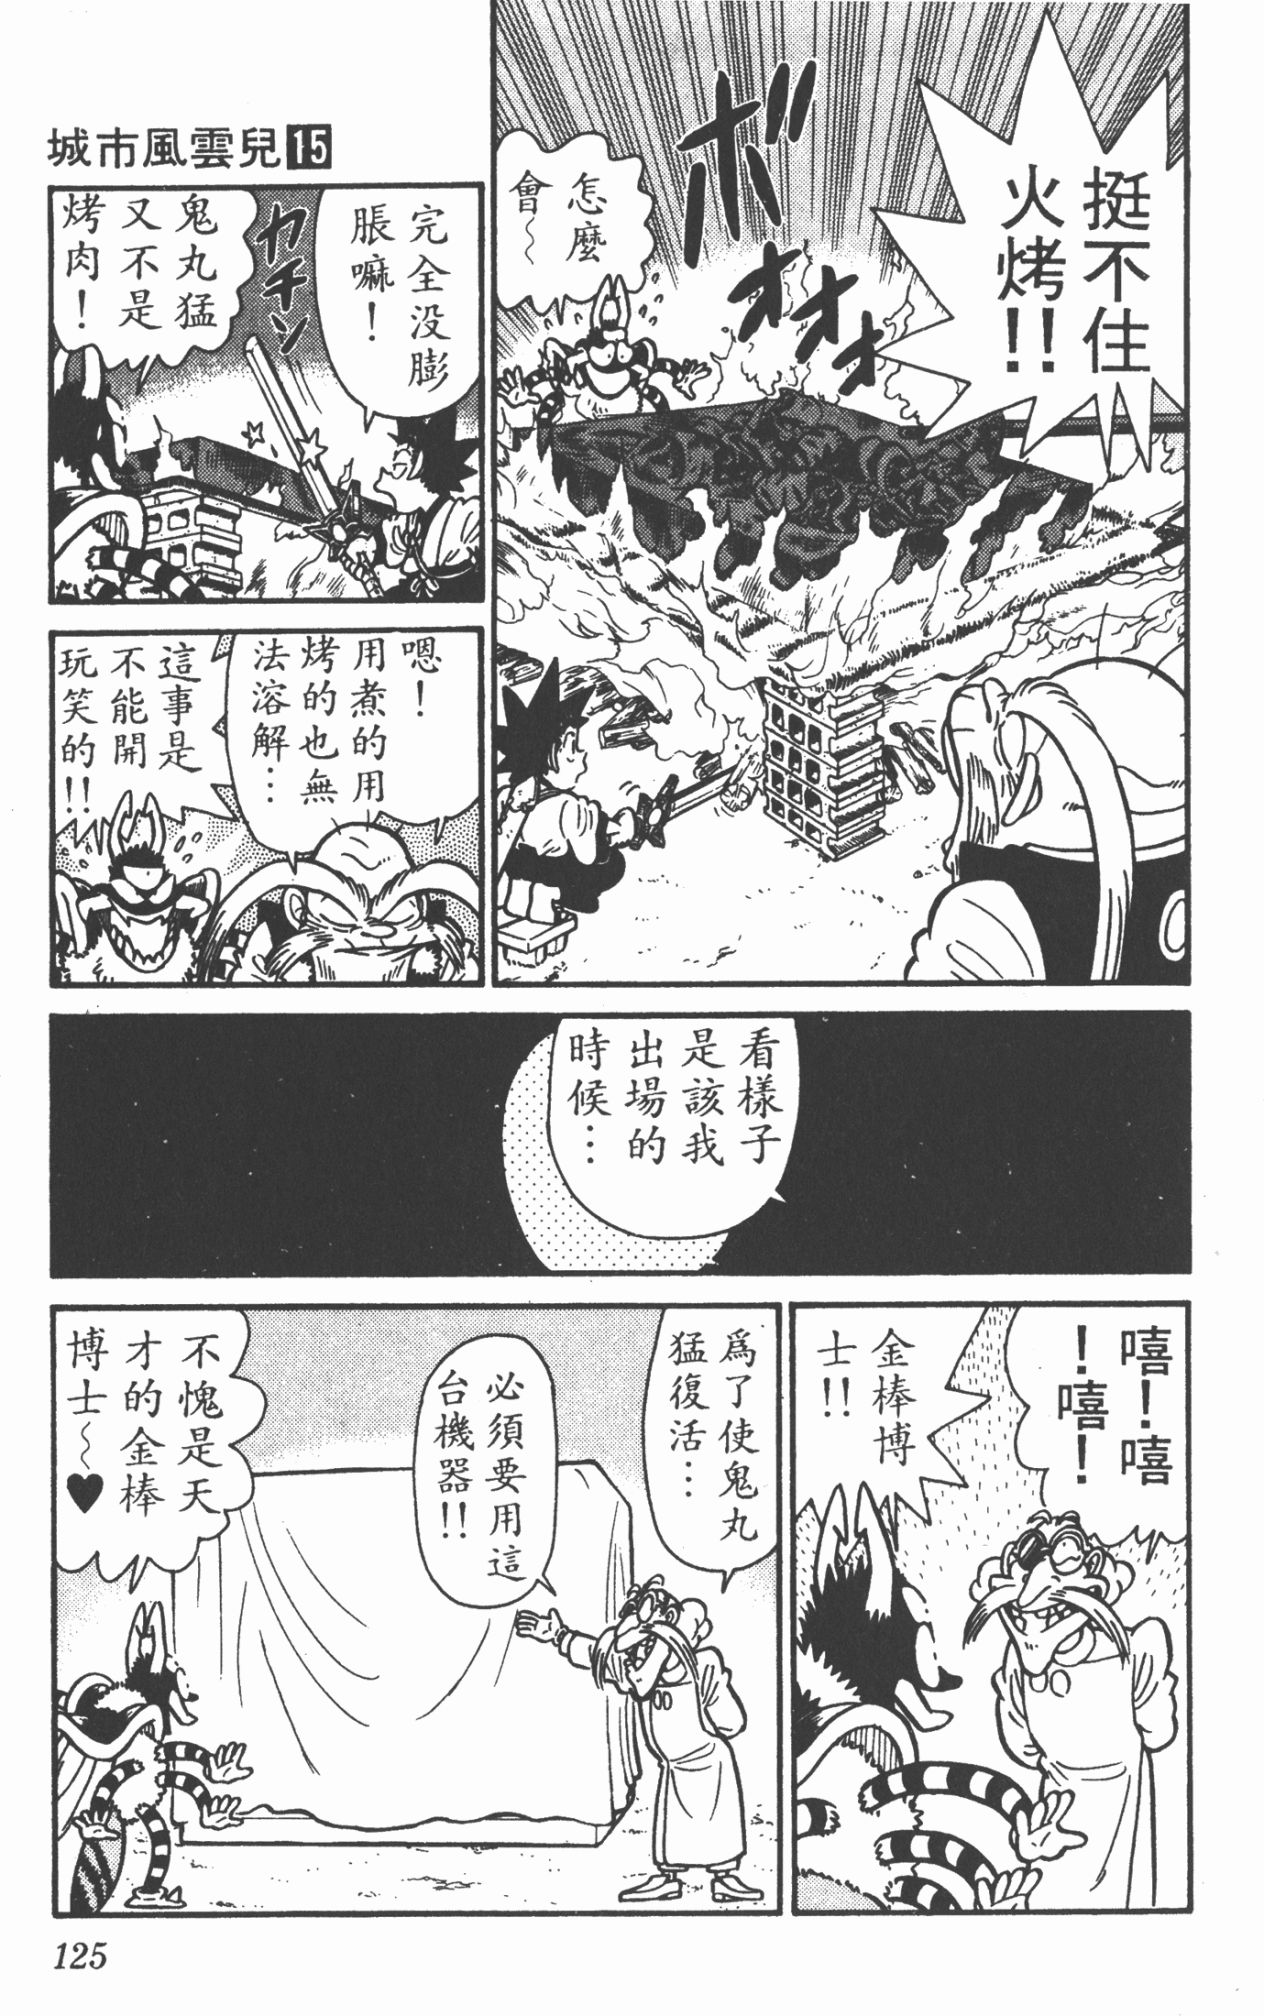 城市風雲兒15
挺不住
火烤!!
ボオオオ
怎麼
會～
完全没膨
脹嘛！
カチン
鬼丸猛
又不是
烤肉！
嗯！
用煮的用
烤的也無
法溶解…
這事是
不能開
玩笑的!!
看樣子
是該我
出場的
時候…
嘻！嘻
！嘻！
金棒博
士!!
爲了使鬼丸
猛復活…
必須要用這
台機器!!
不愧是天
才的金棒
博士～♥
125